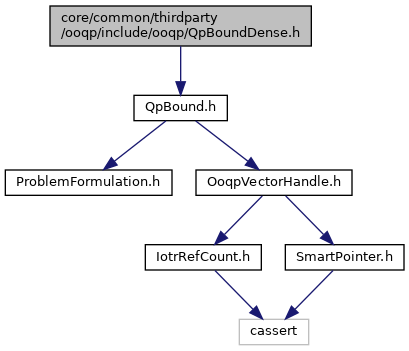 core/common/thirdparty
/ooqp/include/ooqp/QpBoundDense.h
QpBound.h
ProblemFormulation.h
OoqpVectorHandle.h
IotrRefCount.h
SmartPointer.h
cassert